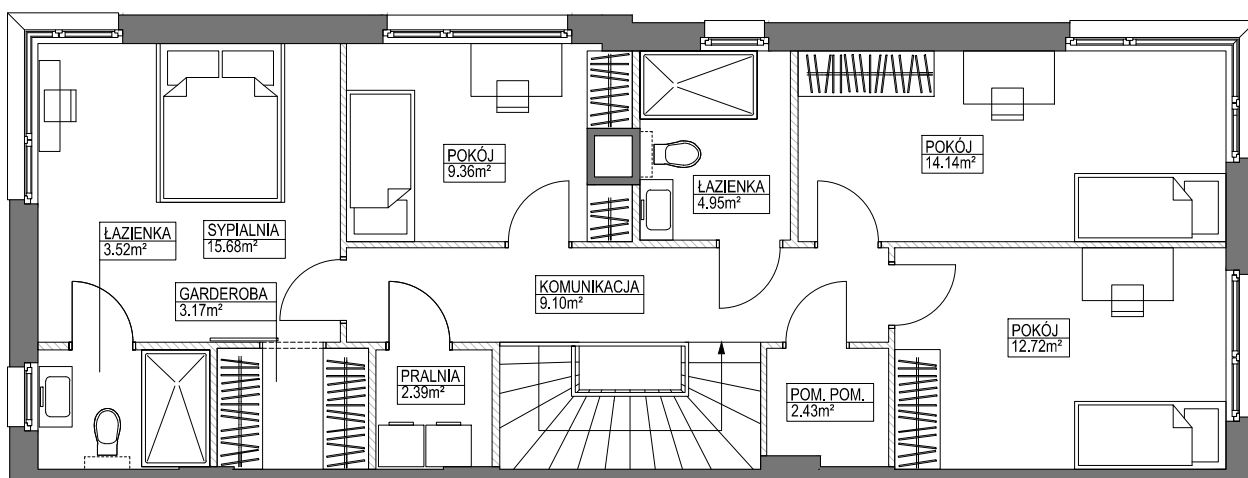 POKÓJ
9.36m²
POKÓJ
14.14m²
ŁAZIENKA
4.95m²
ŁAZIENKA
3.52m²
SYPIALNIA
15.68m²
GARDEROBA
3.17m²
KOMUNIKACJA
9.10m²
POKÓJ
12.72m²
PRALNIA
2.39m²
POM. POM.
2.43m²